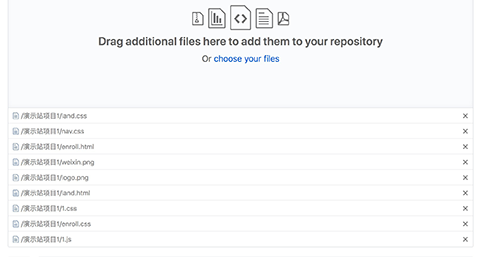 Drag additional files here to add them to your repository
Or choose your files
/演示站项目1/and.css
/演示站项目1/nav.css
/演示站项目1/enroll.html
/演示站项目1/weixin.png
/演示站项目1/logo.png
/演示站项目1/and.html
/演示站项目1/1.css
/演示站项目1/enroll.css
/演示站项目1/1.js